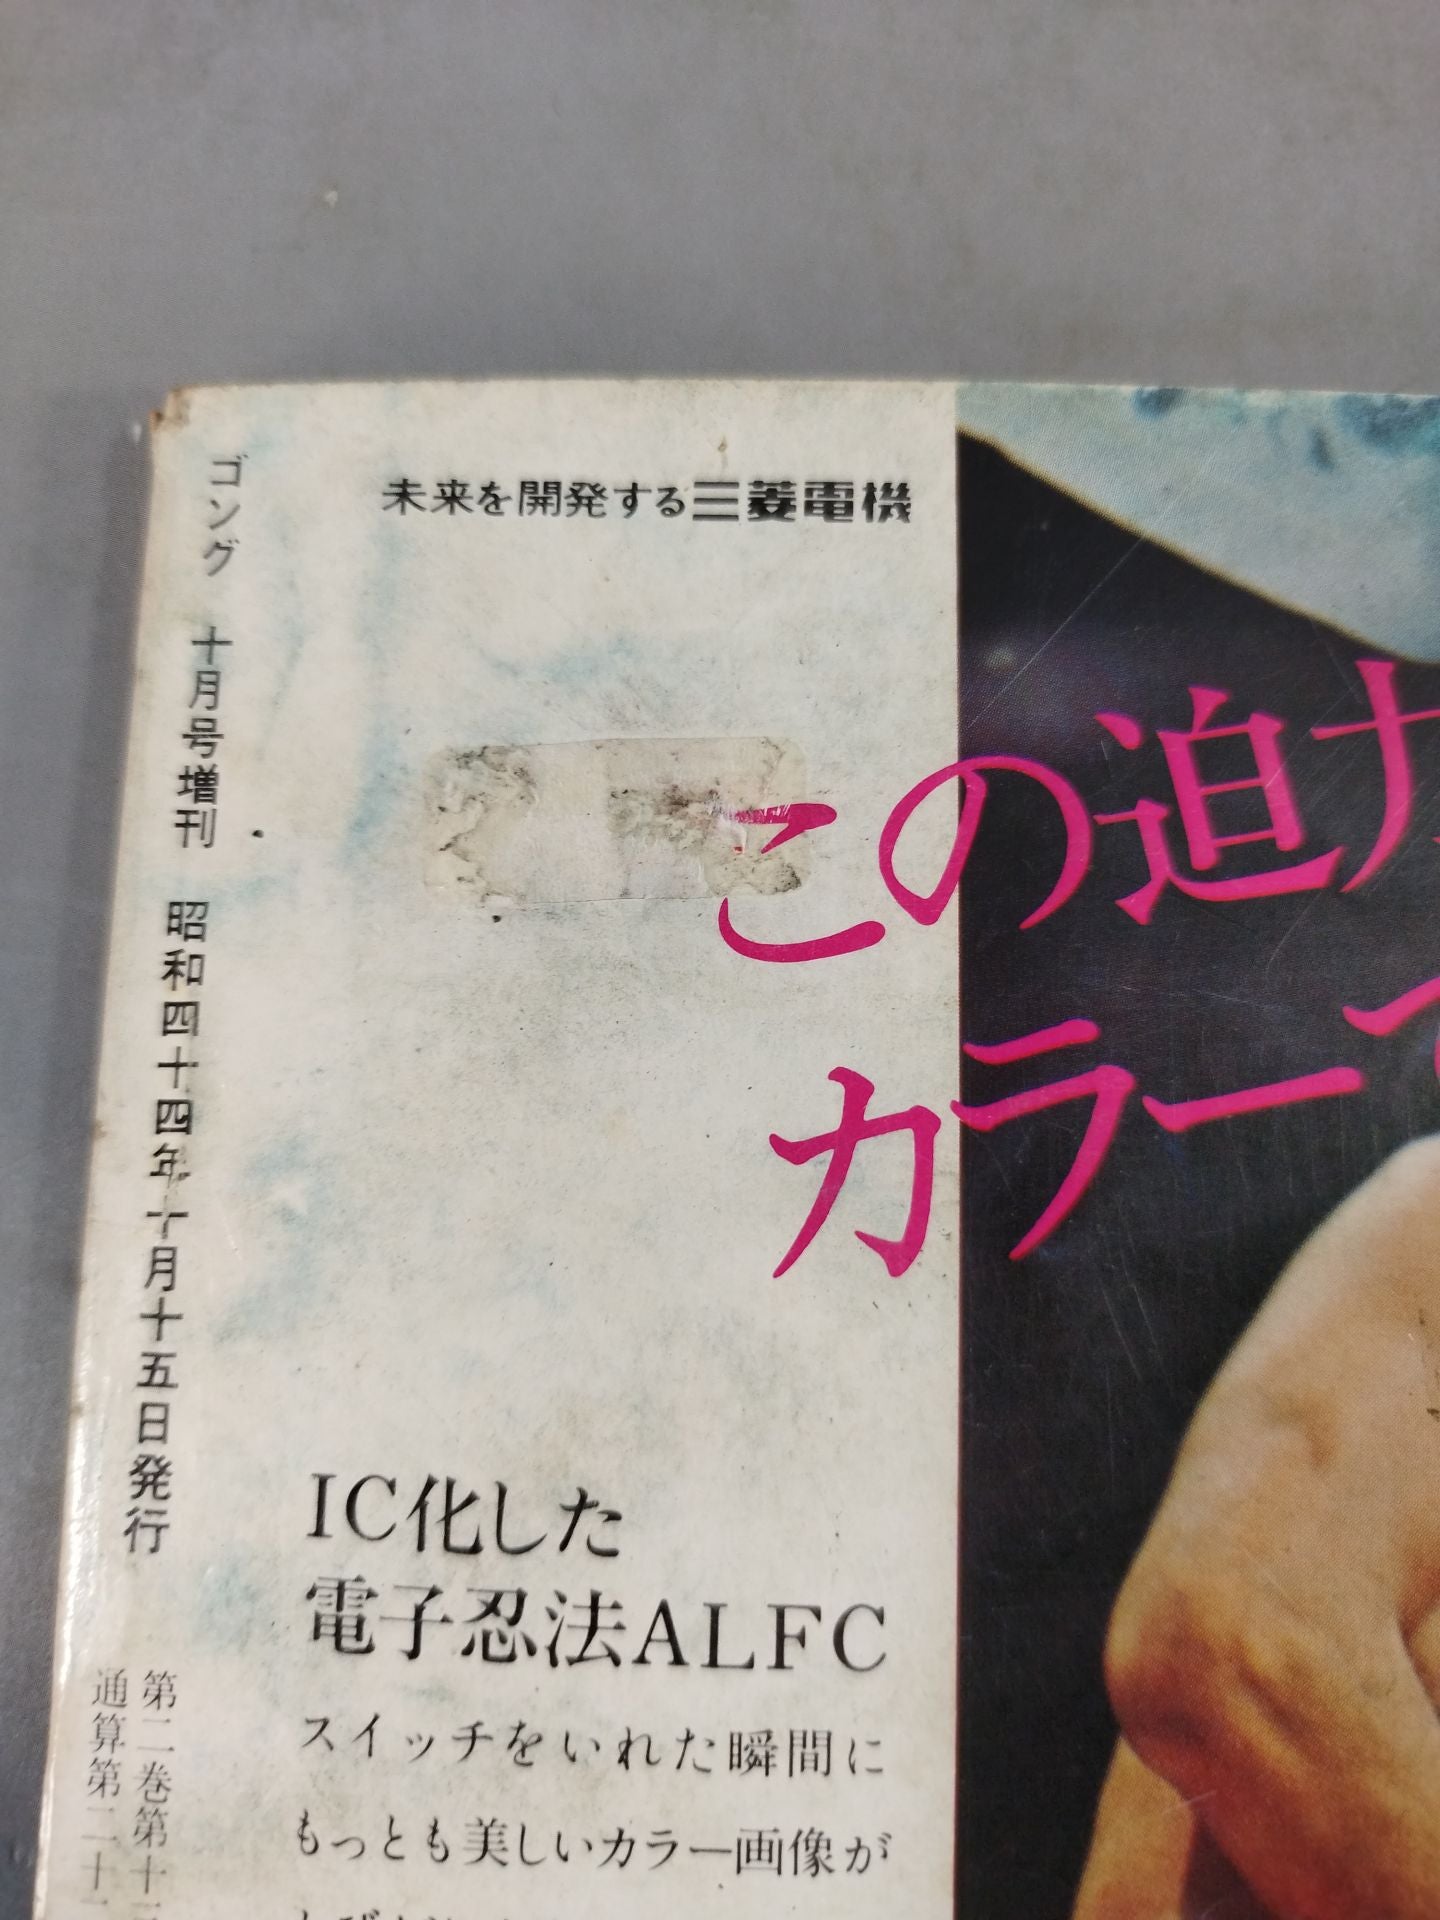 未来を開発する三菱電機
この迫力
カラーで
IC化した
電子忍法ALFC
スイッチをいれた瞬間に
もっとも美しいカラー画像が
ゴング 十月号増刊 昭和四十四年十月十五日発行
第二巻第十
通算第二十